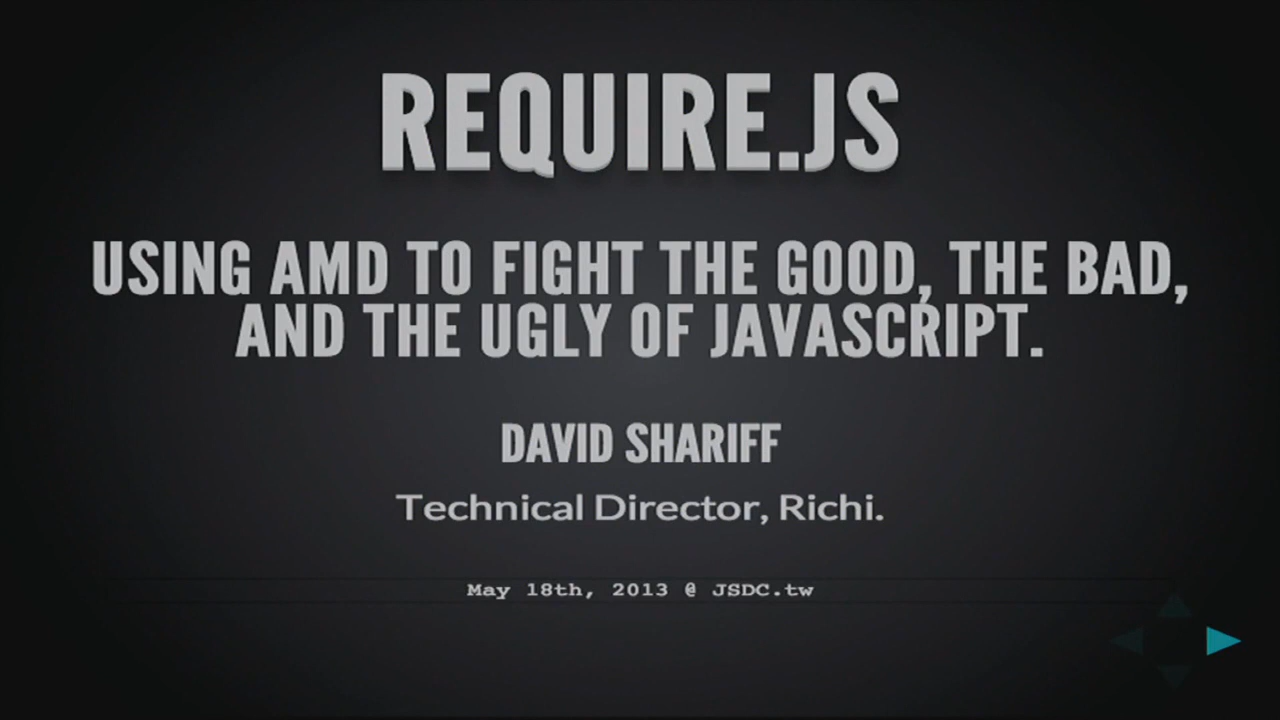 REQUIRE.JS
USING AMD TO FIGHT THE GOOD, THE BAD,
AND THE UGLY OF JAVASCRIPT.
DAVID SHARIFF
Technical Director, Richi.
May 18th, 2013 @ JSDC.tw